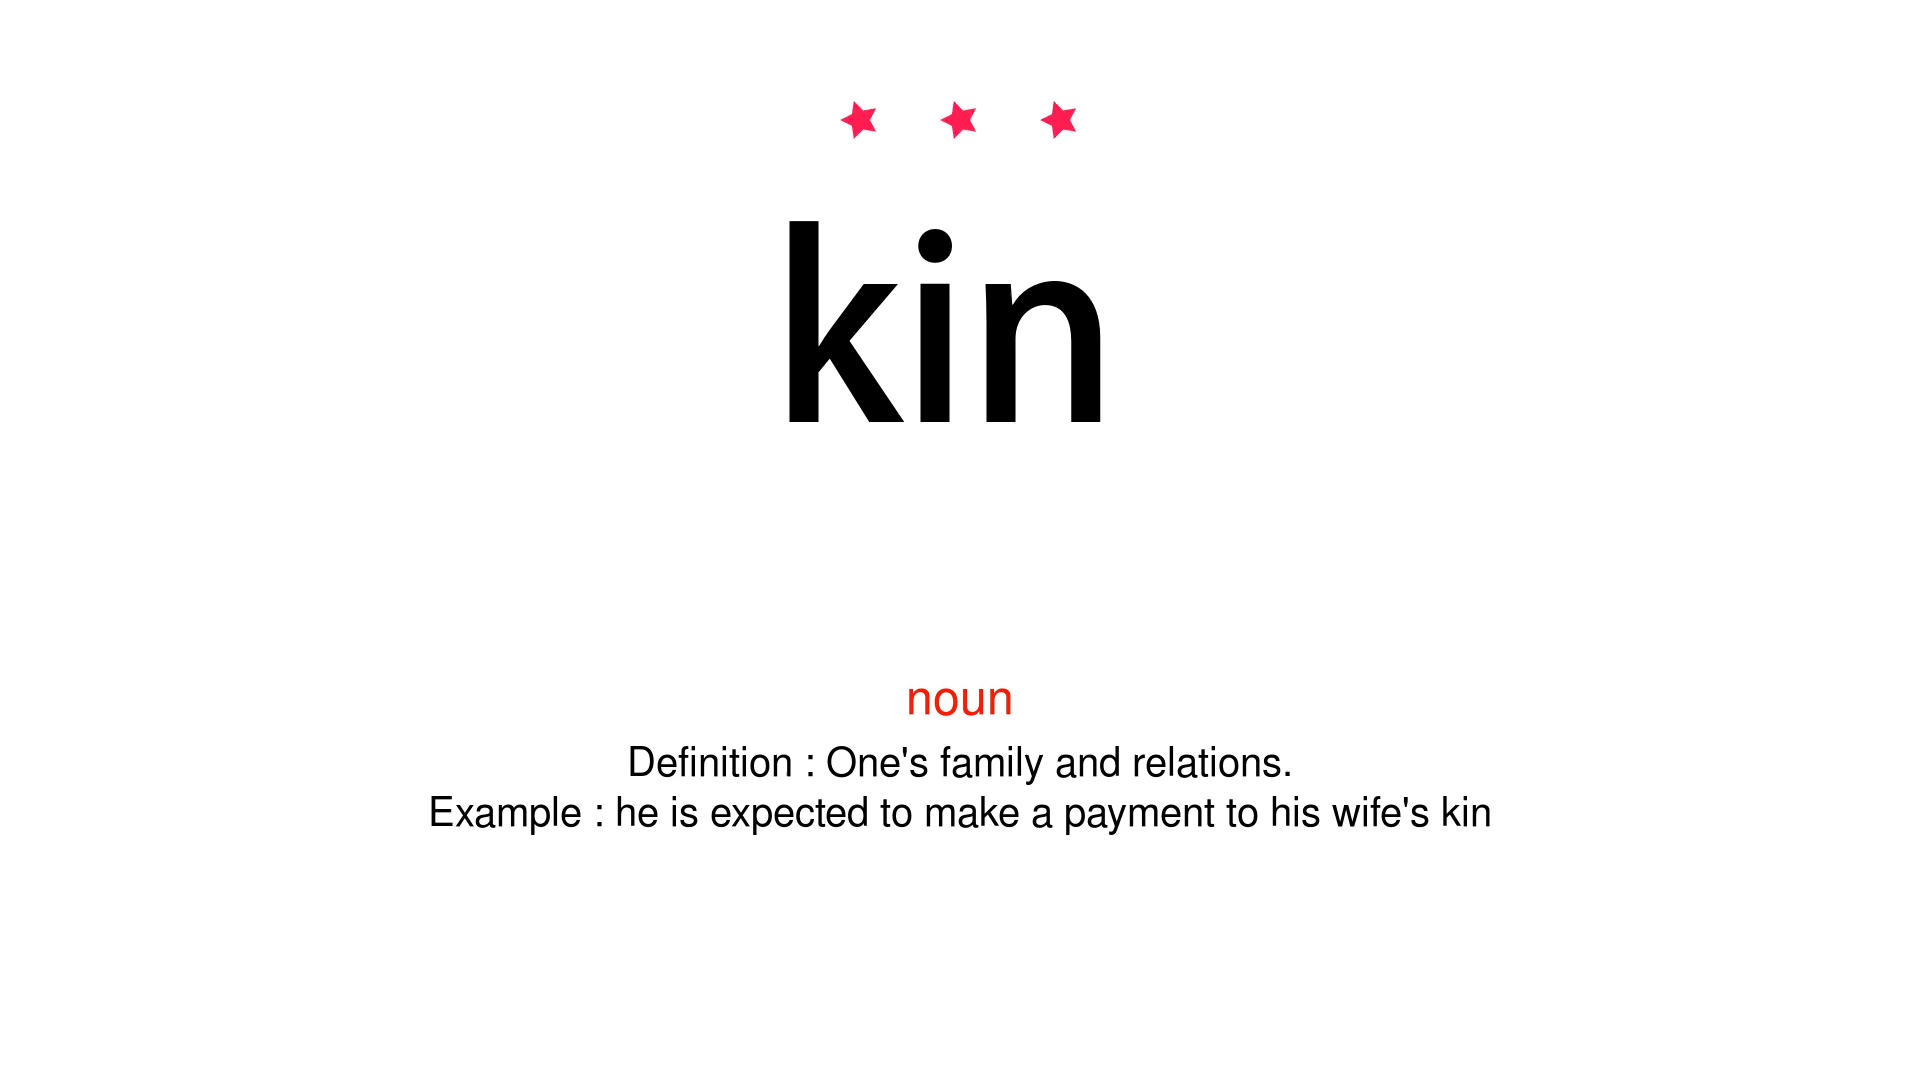 kin
noun
Definition : One's family and relations.
Example : he is expected to make a payment to his wife's kin